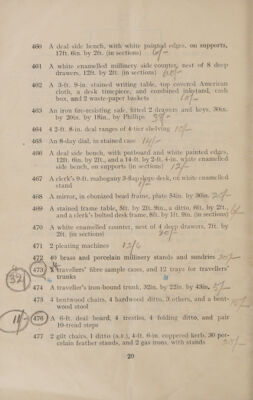 460 A deal side bench, with white painted edges, on supports,
17ft. 6in. by 2ft. (in sections)
461 A white enamelled millinery side counter, nest of 8 deep
drawers, 12ft. by 2ft. (in sections)
462 A 3-ft. 9-in. stained writing table, top covered American
cloth, a desk timepiece, and combined inkstand, cash
box, and 2 waste-paper baskets
463 An iron fire-resisting safe, fitted 2 drawers and keys, 30in.
by 20in. by 18in., by Phillips
464 4 2-ft. 8-in. deal ranges of 4-tier shelving
465 An 8-day dial, in stained case 14/-
466 A deal side bench, with patboard and white painted edges,
12ft. 6in. by 2ft., and a 14-ft. by 2-ft. 4-in. white enamelled
side bench, on supports (in sections) 12/-
467 A clerk's 9-ft. mahogany 3-flap slope desk, on white enamelled
stand
468 A mirror, in ebonized bead frame, plate 54in. by 36in.
469 A stained frame table, 5ft. by 2ft. 9in., a ditto, 6ft. by 2ft.,
and a clerk's bolted desk frame, 8ft. by 1ft. 9in. (in sections)
470 A white enamelled counter, nest of 4 deep drawers, 7ft. by
2ft. (in sections)
471 2 pleating machines 12/6
472 40 brass and porcelain millinery stands and sundries
473 travellers' fibre sample cases, and 12 trays for travellers'
trunks
32/
474 A traveller's iron-bound trunk, 32in. by 22in. by 43in.
475 4 bentwood chairs, 4 hardwood ditto, 3 others, and a bent-
wood stool
11/- 476 A 6-ft. deal board, 4 trestles, 4 folding ditto, and pair
10-tread steps
477 2 gilt chairs, 1 ditto (a.f.), 4-ft. 6-in. coppered kerb, 30 por-
celain feather stands, and 2 gas irons, with stands
20